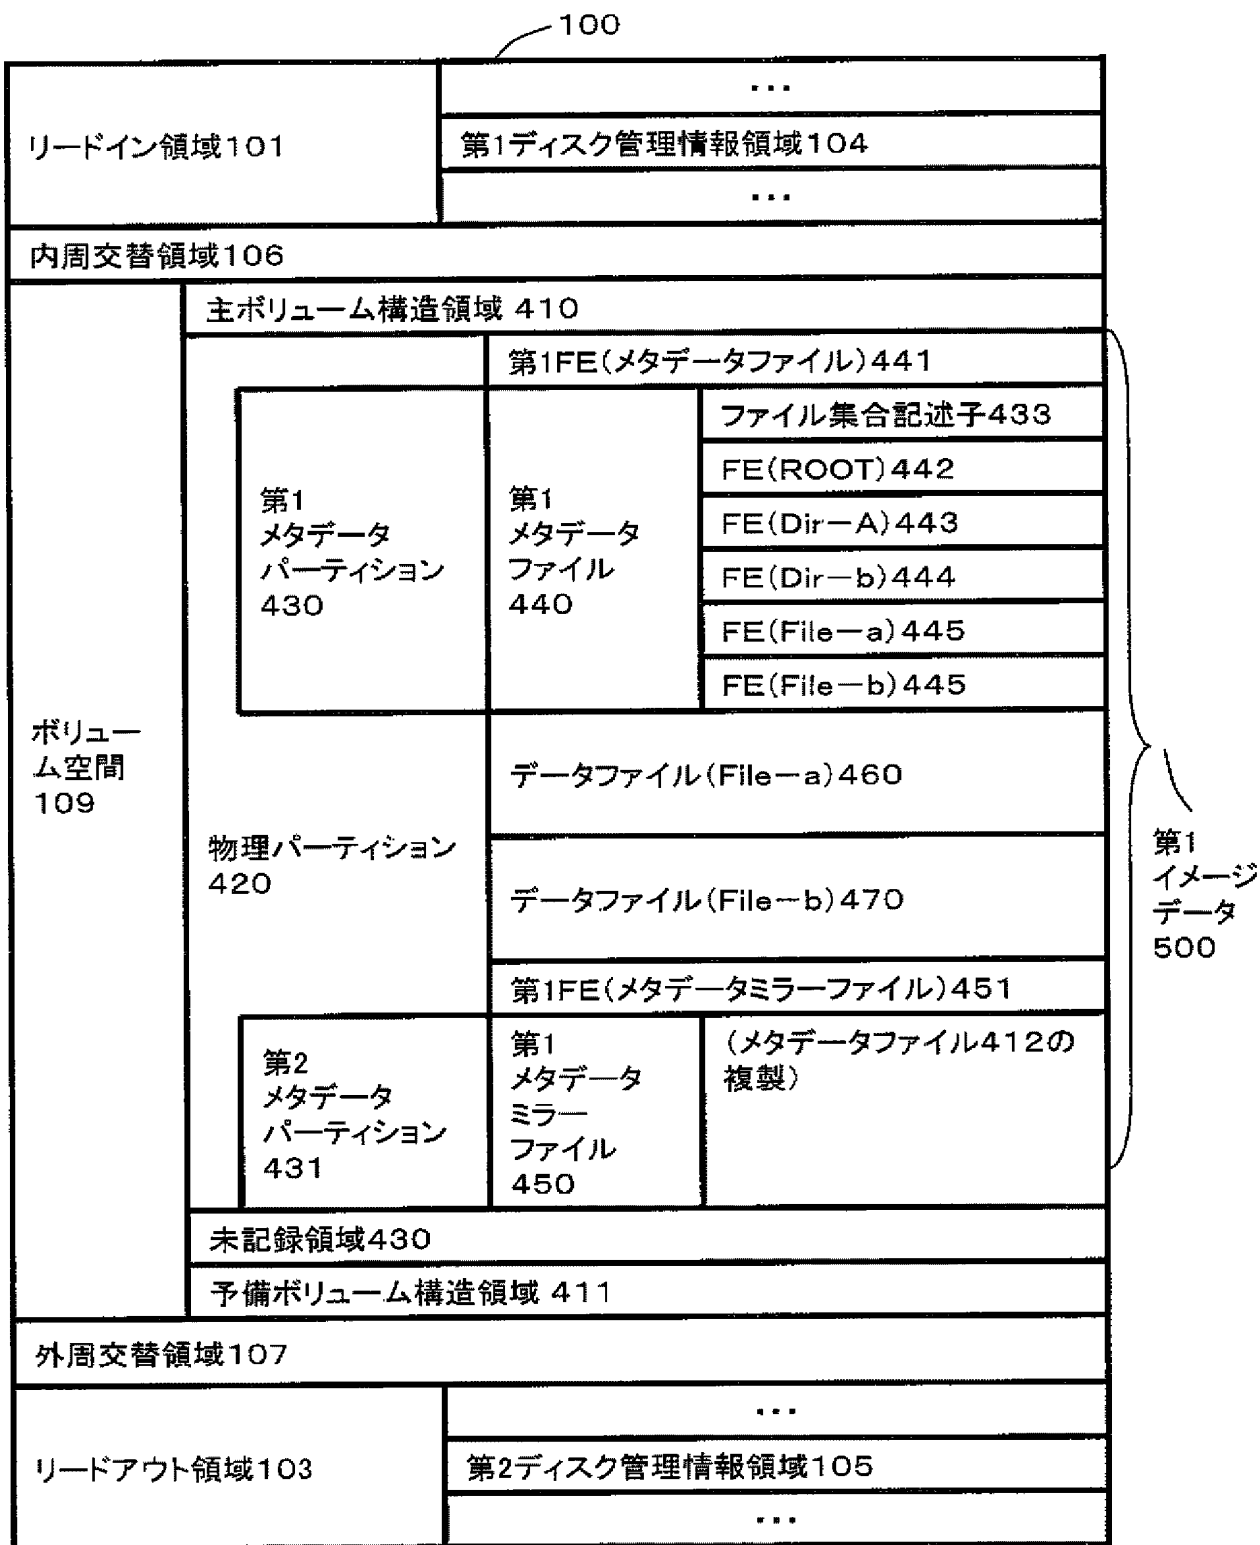 100
…
リードイン領域101
第1ディスク管理情報領域104
…
内周交替領域106
主ボリューム構造領域 410
第1FE(メタデータファイル)441
ファイル集合記述子433
FE(ROOT)442
第1
メタデータ
パーティション
430
第1
メタデータ
ファイル
440
FE(Dir－A)443
FE(Dir－b)444
FE(File－a)445
FE(File－b)445
ボリュー
ム空間
109
データファイル(File－a)460
物理パーティション
420
データファイル(File－b)470
第1
イメージ
データ
500
第1FE(メタデータミラーファイル)451
第2
メタデータ
パーティション
431
第1
メタデータ
ミラー
ファイル
450
(メタデータファイル412の
複製)
未記録領域430
予備ボリューム構造領域 411
外周交替領域107
…
リードアウト領域103
第2ディスク管理情報領域105
…